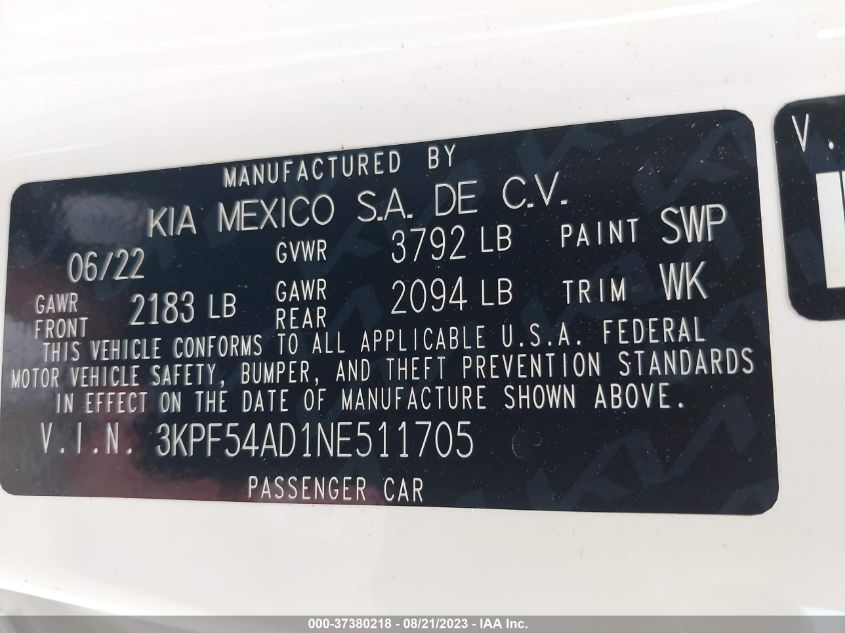 MANUFACTURED BY
KIA MEXICO S.A. DE C.V.
06/22 GVWR 3792 LB PAINT SWP
GAWR FRONT 2183 LB GAWR REAR 2094 LB TRIM WK
THIS VEHICLE CONFORMS TO ALL APPLICABLE U.S.A. FEDERAL
MOTOR VEHICLE SAFETY, BUMPER, AND THEFT PREVENTION STANDARDS
IN EFFECT ON THE DATE OF MANUFACTURE SHOWN ABOVE.
V.I.N. 3KPF54AD1NE511705
PASSENGER CAR
V.
000-37380218 - 08/21/2023 - IAA Inc.